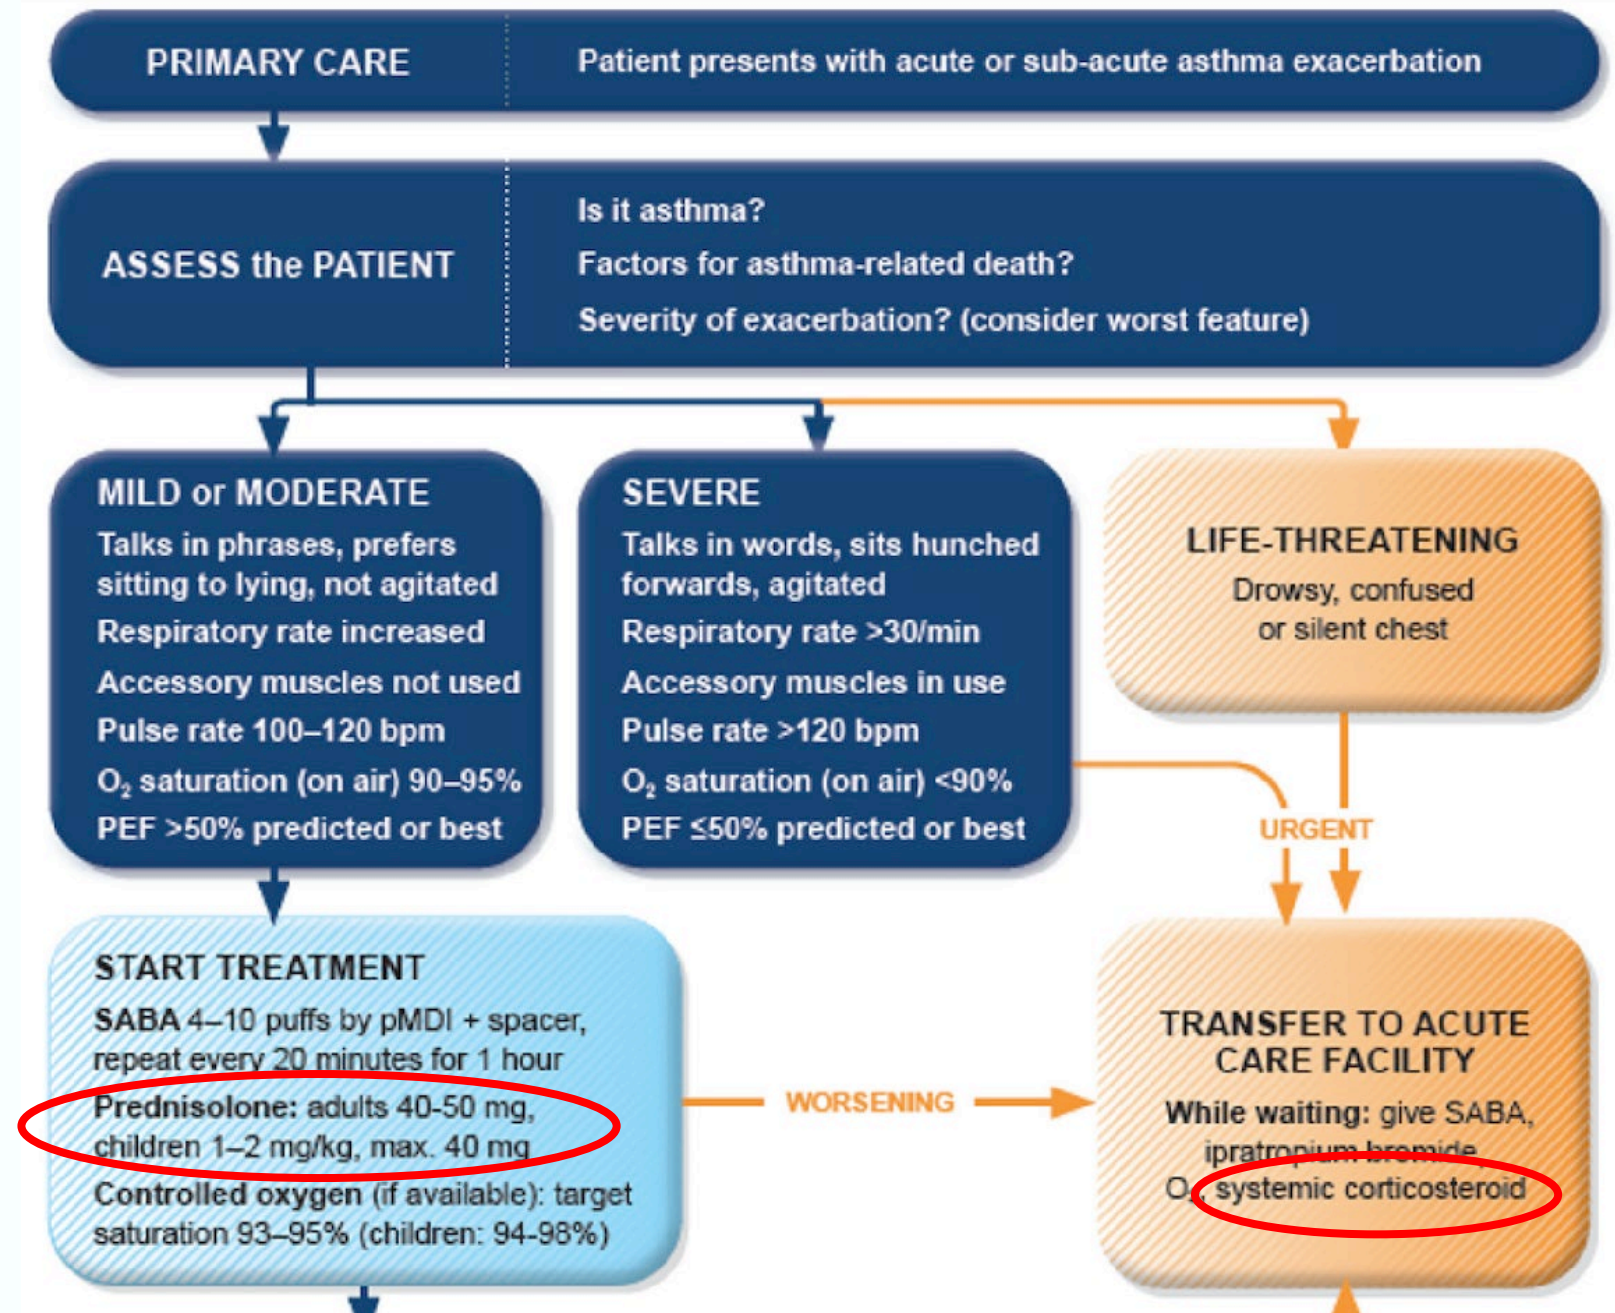 PRIMARY CARE
Patient presents with acute or sub-acute asthma exacerbation
ASSESS the PATIENT
Is it asthma?
Factors for asthma-related death?
Severity of exacerbation? (consider worst feature)
MILD or MODERATE
Talks in phrases, prefers
sitting to lying, not agitated
Respiratory rate increased
Accessory muscles not used
Pulse rate 100–120 bpm
O₂ saturation (on air) 90–95%
PEF >50% predicted or best
SEVERE
Talks in words, sits hunched
forwards, agitated
Respiratory rate >30/min
Accessory muscles in use
Pulse rate >120 bpm
O₂ saturation (on air) <90%
PEF ≤50% predicted or best
LIFE-THREATENING
Drowsy, confused
or silent chest
URGENT
START TREATMENT
SABA 4–10 puffs by pMDI + spacer,
repeat every 20 minutes for 1 hour
Prednisolone: adults 40-50 mg,
children 1–2 mg/kg, max. 40 mg
Controlled oxygen (if available): target
saturation 93–95% (children: 94-98%)
WORSENING
TRANSFER TO ACUTE
CARE FACILITY
While waiting: give SABA,
ipratropium bromide,
O₂, systemic corticosteroid